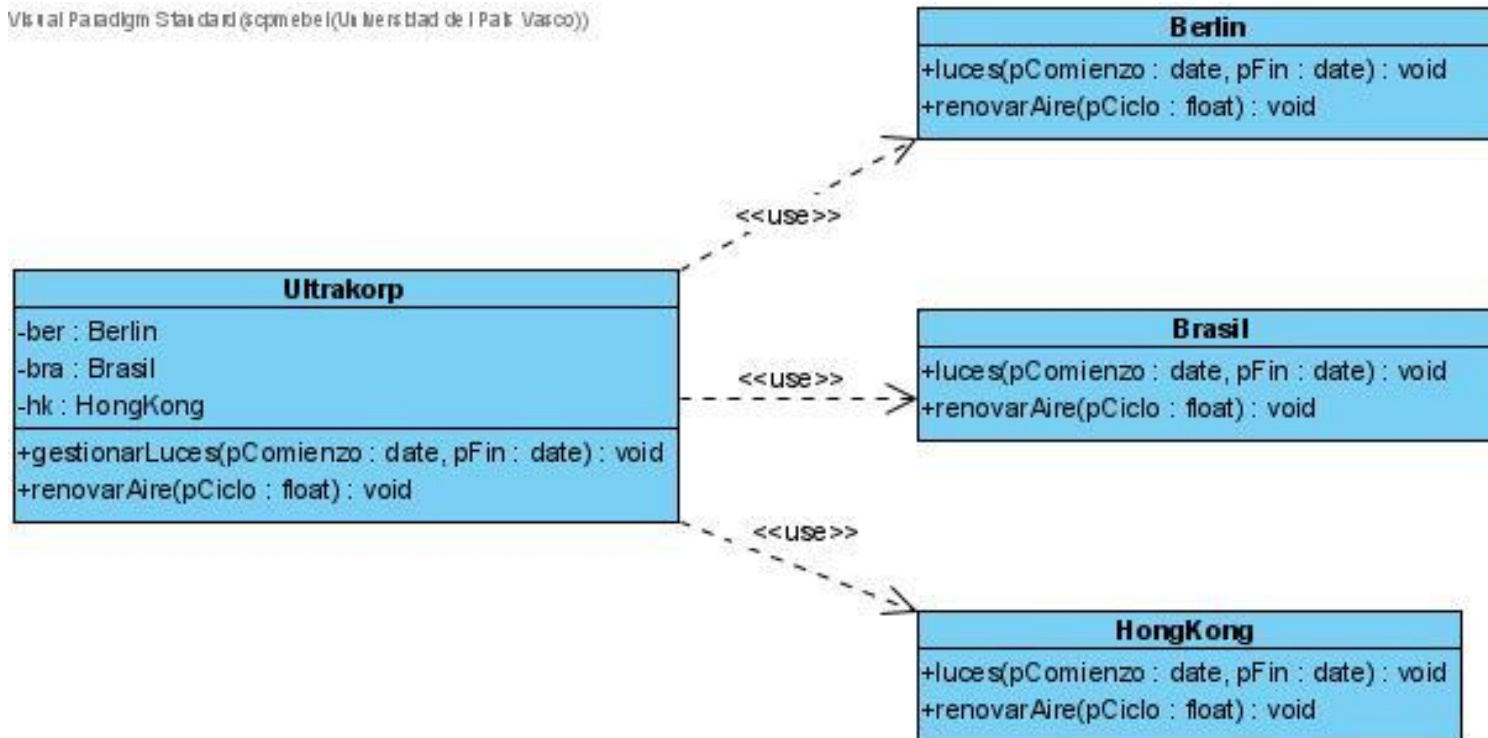 Visual Paradigm Standard(scpmebel(Universidad del País Vasco))
Berlin
+luces(pComienzo : date, pFin : date) : void
+renovarAire(pCiclo : float) : void
<<use>>
Ultrakorp
-ber : Berlin
-bra : Brasil
-hk : HongKong
+gestionarLuces(pComienzo : date, pFin : date) : void
+renovarAire(pCiclo : float) : void
<<use>>
Brasil
+luces(pComienzo : date, pFin : date) : void
+renovarAire(pCiclo : float) : void
<<use>>
HongKong
+luces(pComienzo : date, pFin : date) : void
+renovarAire(pCiclo : float) : void